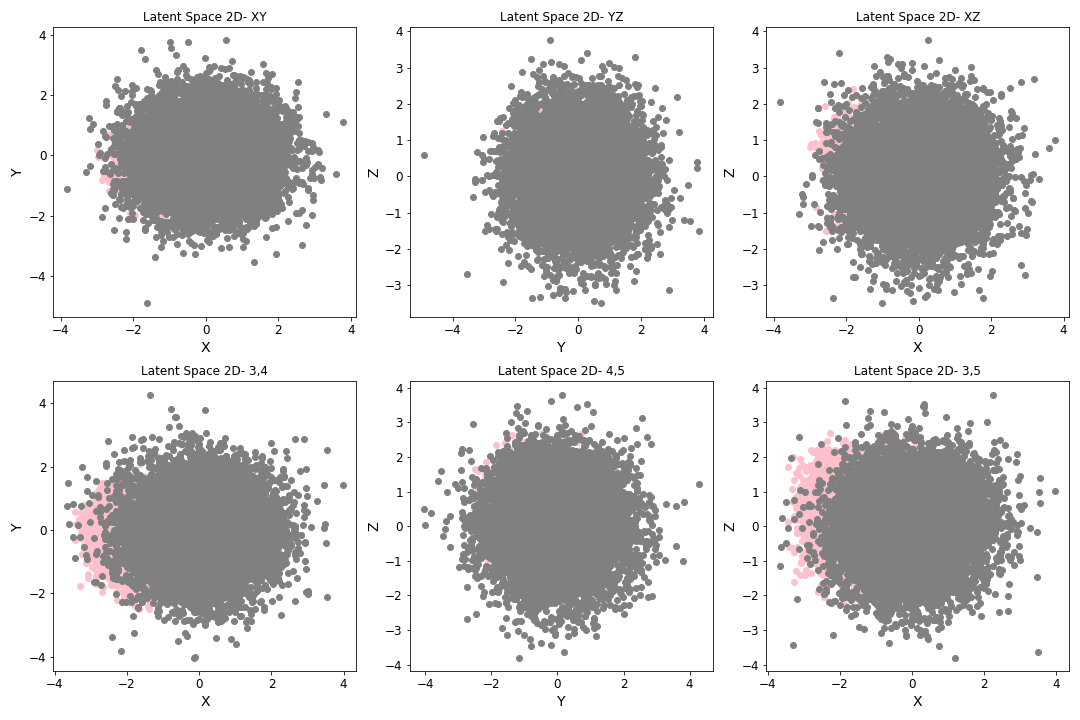 Latent Space 2D- XY
4
2
0
−2
−4
Y
−4 −2 0 2 4
X
Latent Space 2D- YZ
4
3
2
1
0
−1
−2
−3
Z
−4 −2 0 2 4
Y
Latent Space 2D- XZ
4
3
2
1
0
−1
−2
−3
Z
−4 −2 0 2 4
X
Latent Space 2D- 3,4
4
2
0
−2
−4
Y
−4 −2 0 2 4
X
Latent Space 2D- 4,5
4
3
2
1
0
−1
−2
−3
−4
Z
−4 −2 0 2 4
Y
Latent Space 2D- 3,5
4
3
2
1
0
−1
−2
−3
−4
Z
−4 −2 0 2 4
X